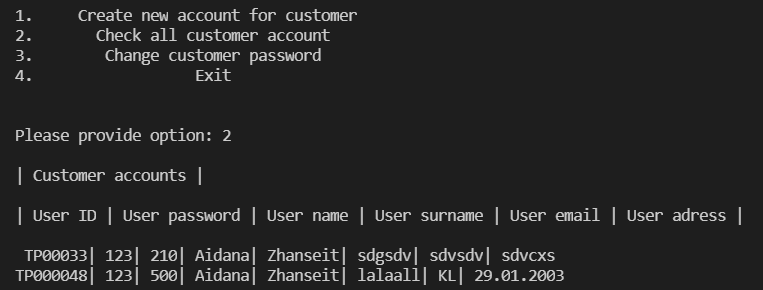 1.     Create new account for customer
2.       Check all customer account
3.        Change customer password
4.                  Exit
Please provide option: 2
| Customer accounts |
| User ID | User password | User name | User surname | User email | User adress |
TP00033| 123| 210| Aidana| Zhanseit| sdgsdv| sdvsdv| sdvcxs
TP000048| 123| 500| Aidana| Zhanseit| lalaall| KL| 29.01.2003